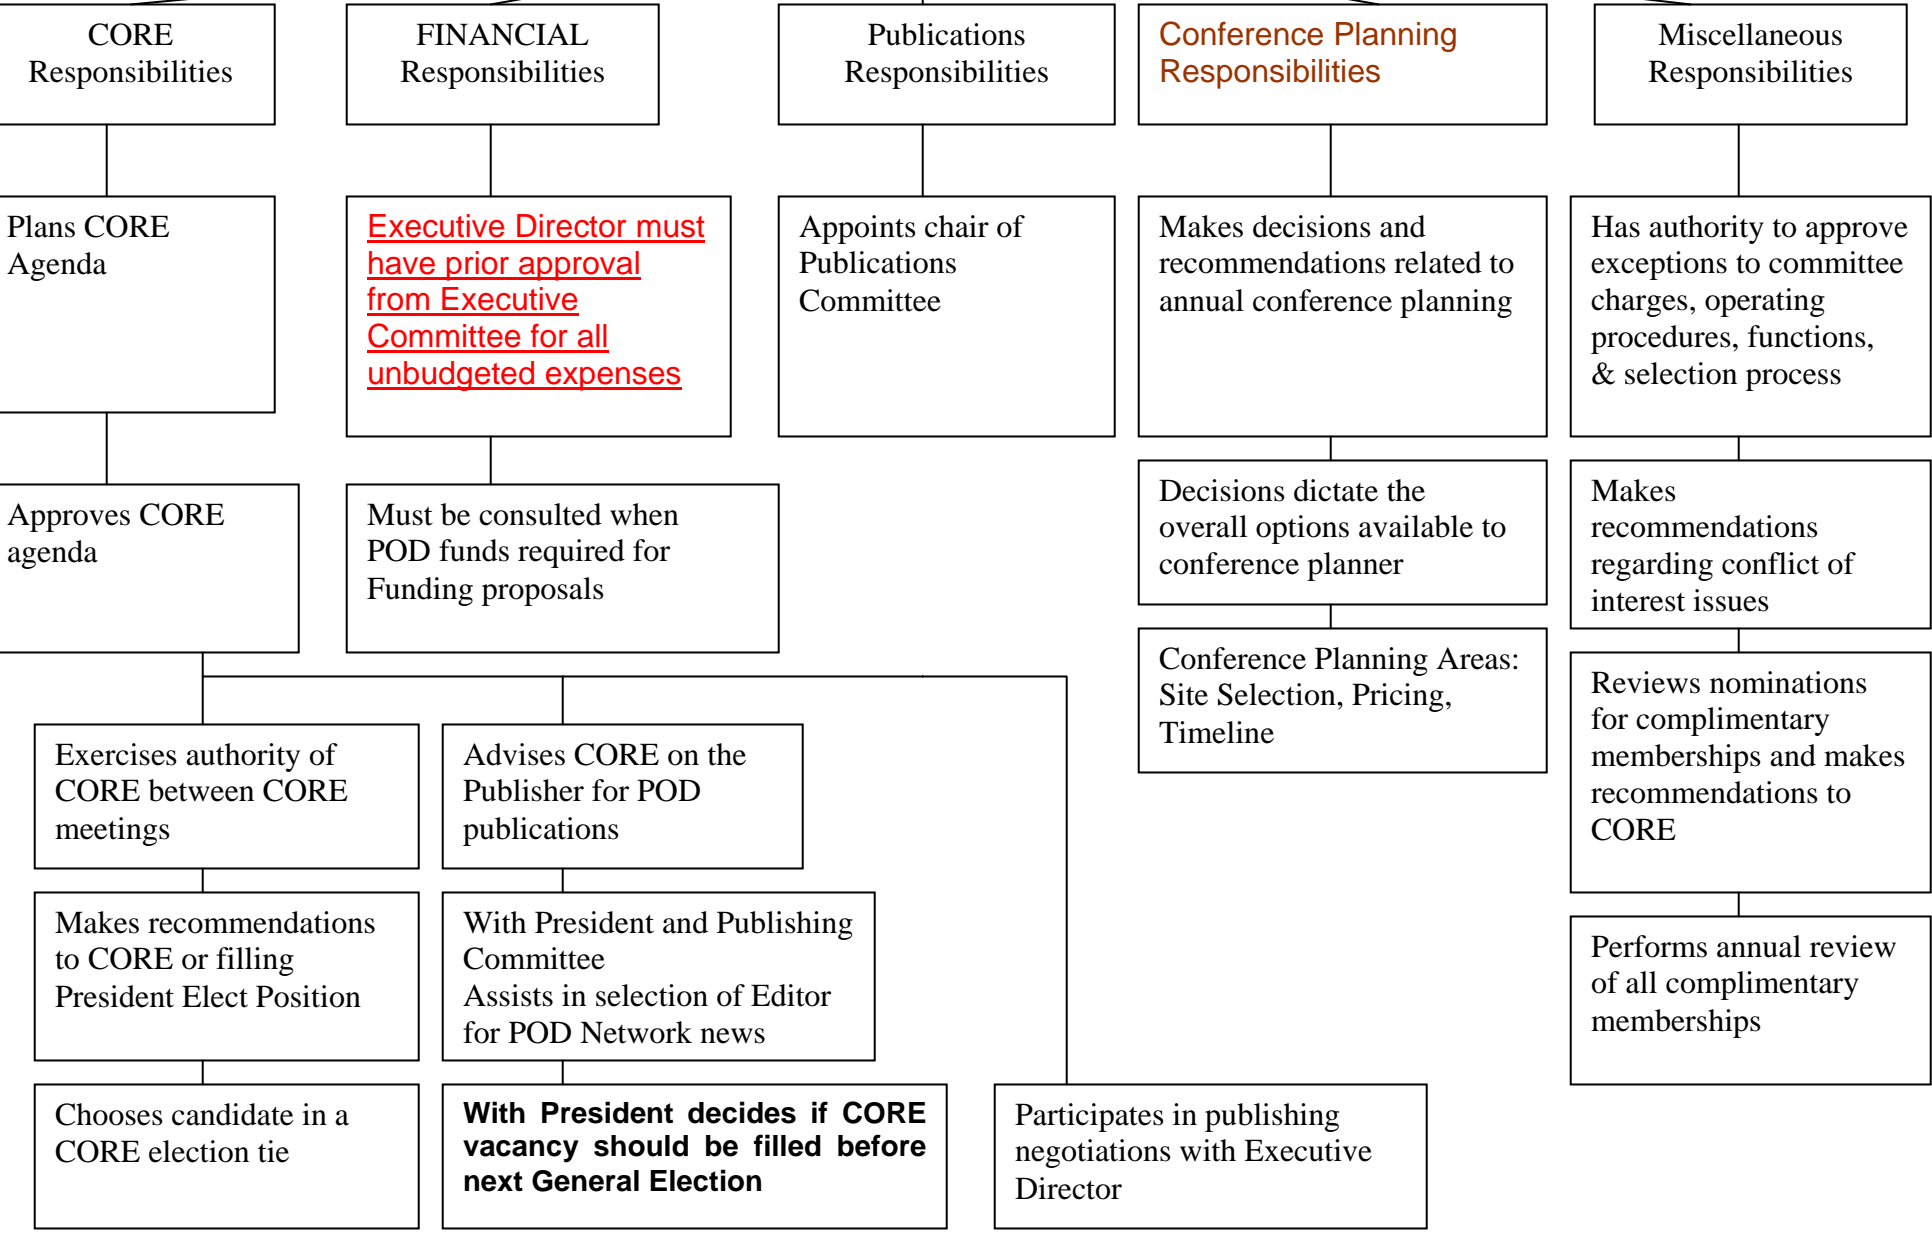 CORE
Responsibilities
FINANCIAL
Responsibilities
Publications
Responsibilities
Conference Planning
Responsibilities
Miscellaneous
Responsibilities
Plans CORE
Agenda
Executive Director must
have prior approval
from Executive
Committee for all
unbudgeted expenses
Appoints chair of
Publications
Committee
Makes decisions and
recommendations related to
annual conference planning
Has authority to approve
exceptions to committee
charges, operating
procedures, functions,
& selection process
Approves CORE
agenda
Must be consulted when
POD funds required for
Funding proposals
Decisions dictate the
overall options available to
conference planner
Makes
recommendations
regarding conflict of
interest issues
Conference Planning Areas:
Site Selection, Pricing,
Timeline
Reviews nominations
for complimentary
memberships and makes
recommendations to
CORE
Exercises authority of
CORE between CORE
meetings
Advises CORE on the
Publisher for POD
publications
Makes recommendations
to CORE or filling
President Elect Position
With President and Publishing
Committee
Assists in selection of Editor
for POD Network news
Performs annual review
of all complimentary
memberships
Chooses candidate in a
CORE election tie
With President decides if CORE
vacancy should be filled before
next General Election
Participates in publishing
negotiations with Executive
Director